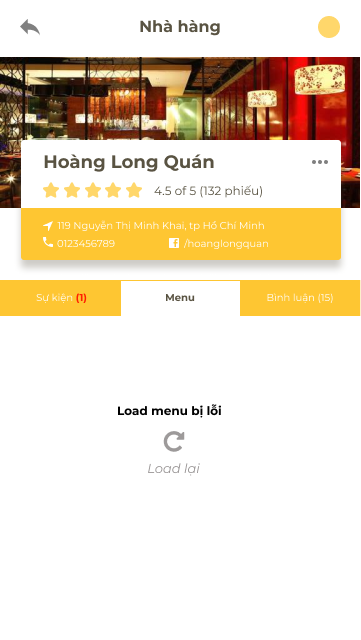 Nhà hàng
Hoàng Long Quán
4.5 of 5 (132 phiếu)
119 Nguyễn Thị Minh Khai, tp Hồ Chí Minh
0123456789 /hoanglongquan
Sự kiện (1) Menu Bình luận (15)
Load menu bị lỗi
Load lại